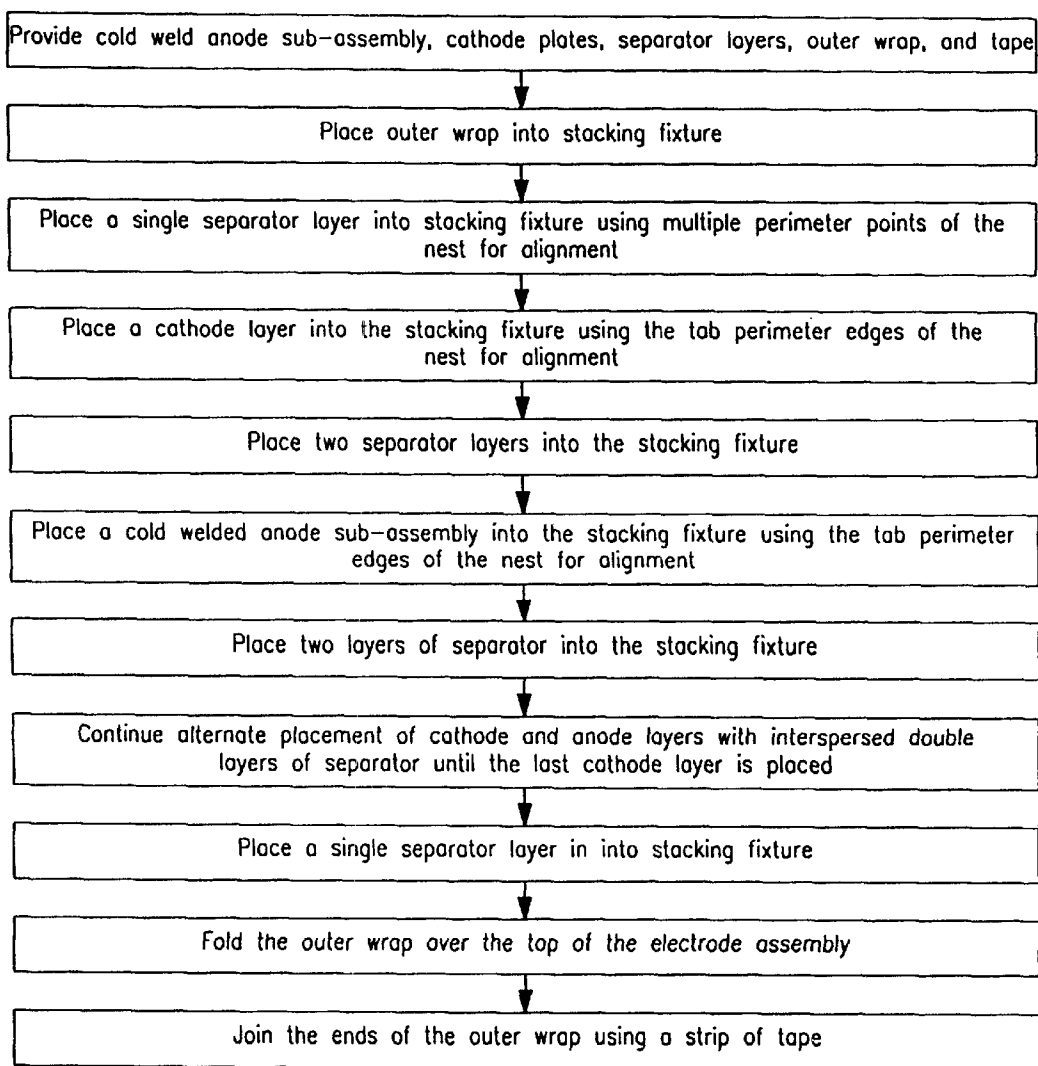 Provide cold weld anode sub-assembly, cathode plates, separator layers, outer wrap, and tape
Place outer wrap into stacking fixture
Place a single separator layer into stacking fixture using multiple perimeter points of the
nest for alignment
Place a cathode layer into the stacking fixture using the tab perimeter edges of the
nest for alignment
Place two separator layers into the stacking fixture
Place a cold welded anode sub-assembly into the stacking fixture using the tab perimeter
edges of the nest for alignment
Place two layers of separator into the stacking fixture
Continue alternate placement of cathode and anode layers with interspersed double
layers of separator until the last cathode layer is placed
Place a single separator layer in into stacking fixture
Fold the outer wrap over the top of the electrode assembly
Join the ends of the outer wrap using a strip of tape